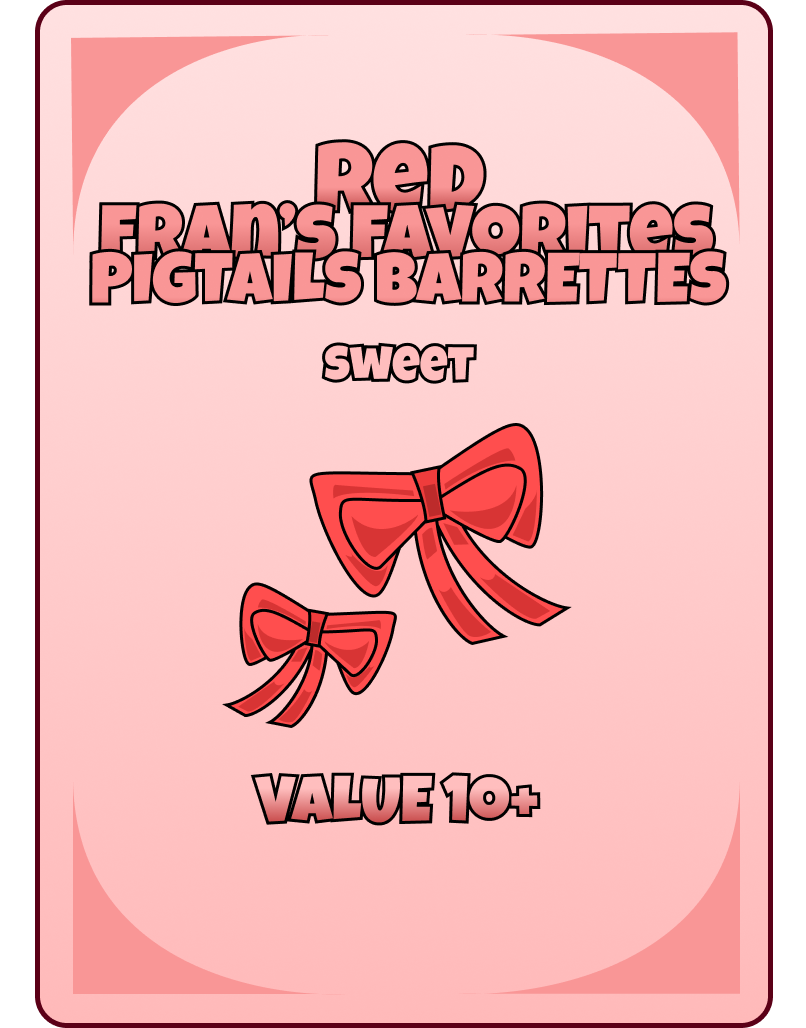 Red
FRAN'S FAVORITES
PIGTAILS BARRETTES
SWEET
VALUE 10+